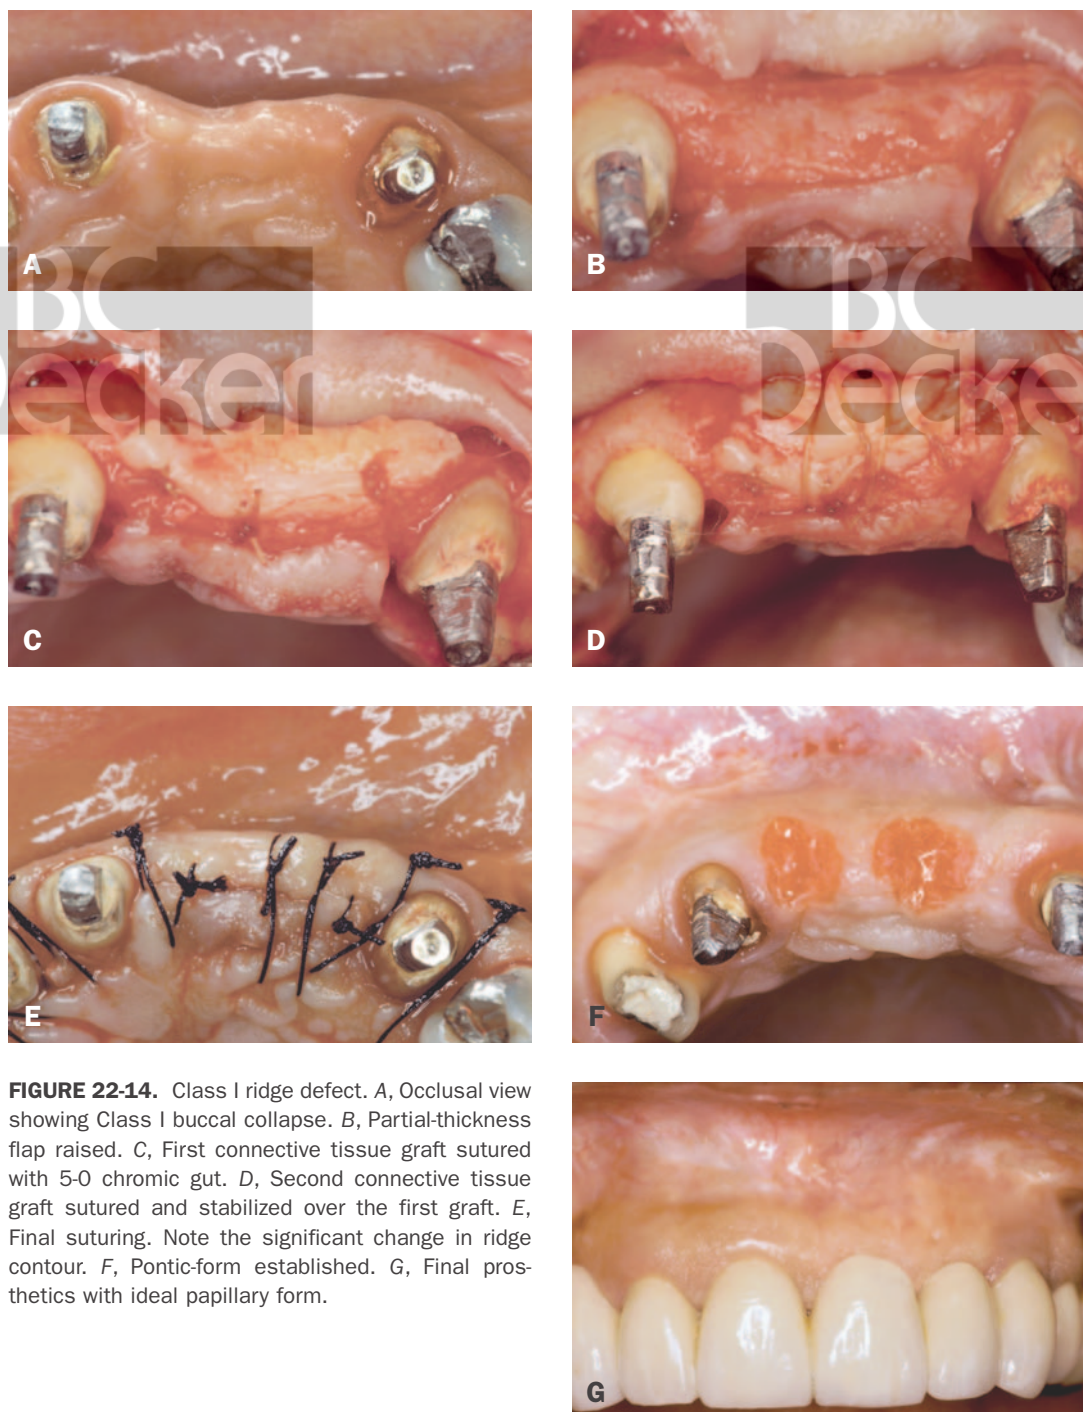 A
B
BC
Decker
BC
Decker
C
D
E
F
FIGURE 22-14. Class I ridge defect. A, Occlusal view
showing Class I buccal collapse. B, Partial-thickness
flap raised. C, First connective tissue graft sutured
with 5-0 chromic gut. D, Second connective tissue
graft sutured and stabilized over the first graft. E,
Final suturing. Note the significant change in ridge
contour. F, Pontic-form established. G, Final pros-
thetics with ideal papillary form.
G